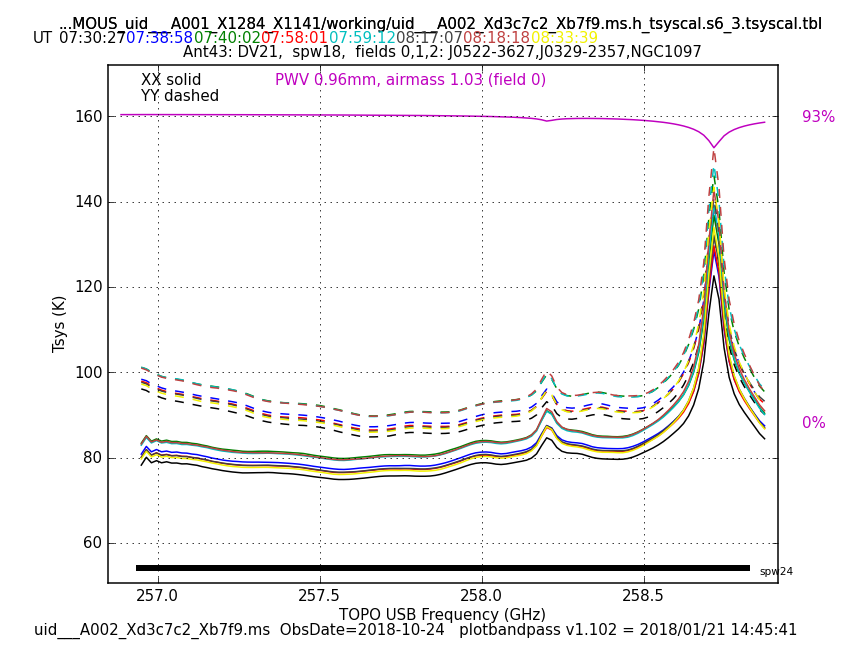 ...MOUS_uid___A001_X1284_X1141/working/uid___A002_Xd3c7c2_Xb7f9.ms.h_tsyscal.s6_3.tsyscal.tbl
UT 07:30:27 07:38:58 07:40:02 07:58:01 07:59:12 08:17:07 08:18:18 08:33:39
Ant43: DV21, spw18, fields 0,1,2: J0522-3627,J0329-2357,NGC1097
XX solid
PWV 0.96mm, airmass 1.03 (field 0)
YY dashed
160
93%
140
120
Tsys (K)
100
0%
80
60
spw24
257.0 257.5 258.0 258.5
TOPO USB Frequency (GHz)
uid___A002_Xd3c7c2_Xb7f9.ms ObsDate=2018-10-24 plotbandpass v1.102 = 2018/01/21 14:45:41